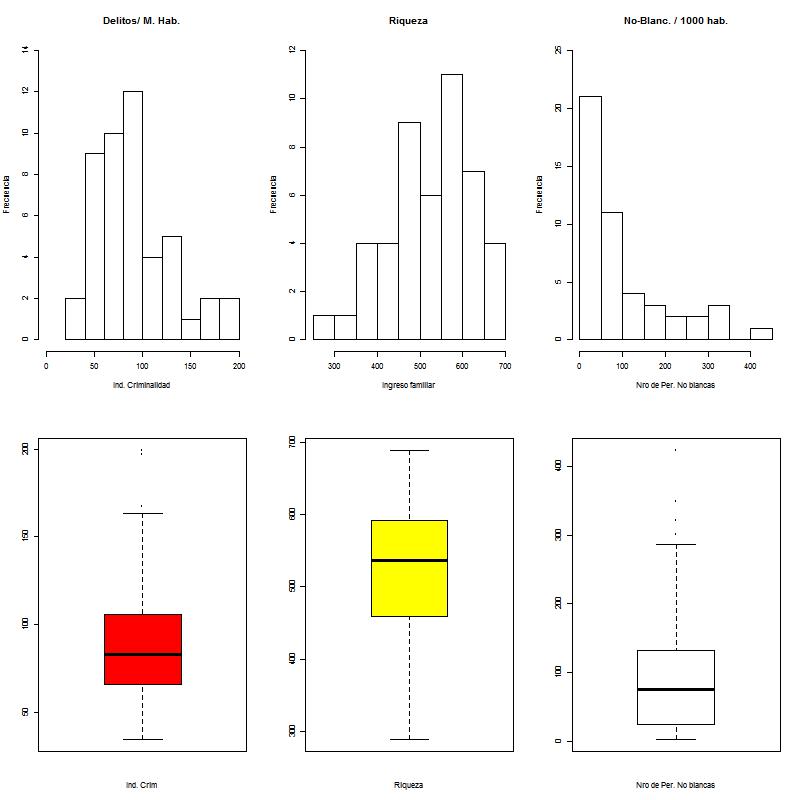 Delitos/ M. Hab.
Riqueza
No-Blanc. / 1000 hab.
Frecuencia
0 2 4 6 8 10 12 14
0 50 100 150 200
Ind. Criminalidad
Frecuencia
0 2 4 6 8 10 12
300 400 500 600 700
Ingreso familiar
Frecuencia
0 5 10 15 20 25
0 100 200 300 400
Nro de Per. No blancas
50 100 150 200
Ind. Crim
300 400 500 600 700
Riqueza
0 100 200 300 400
Nro de Per. No blancas